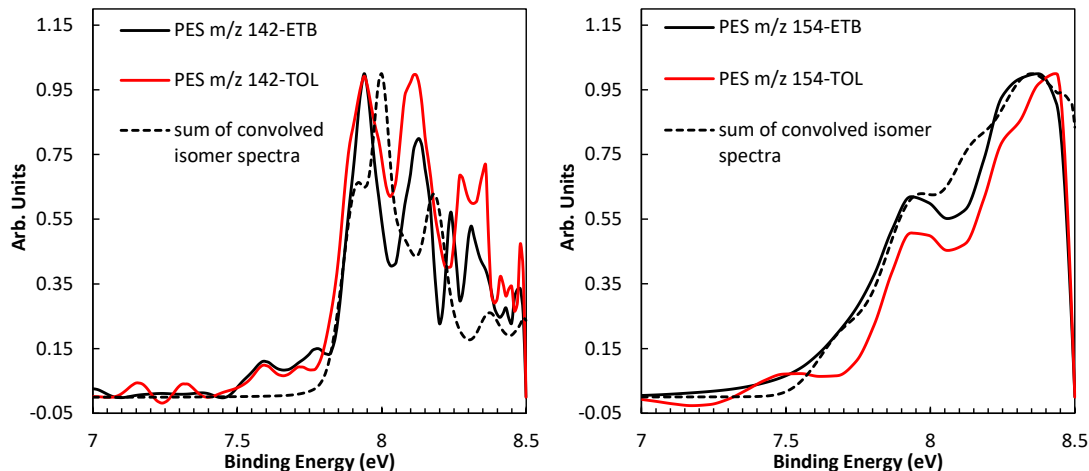 PES m/z 142-ETB
PES m/z 142-TOL
sum of convolved
isomer spectra
Arb. Units
1.15
0.95
0.75
0.55
0.35
0.15
-0.05
7
7.5
8
8.5
Binding Energy (eV)
PES m/z 154-ETB
PES m/z 154-TOL
sum of convolved isomer
spectra
Arb. Units
1.15
0.95
0.75
0.55
0.35
0.15
-0.05
7
7.5
8
8.5
Binding Energy (eV)